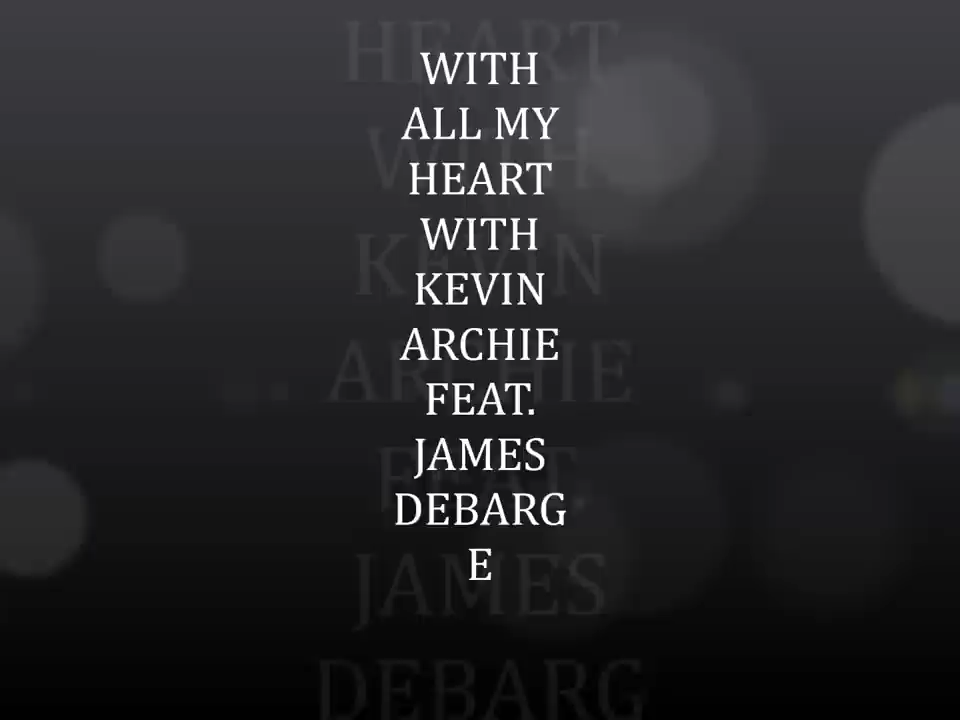 WITH
ALL MY
HEART
WITH
KEVIN
ARCHIE
FEAT.
JAMES
DEBARG
E